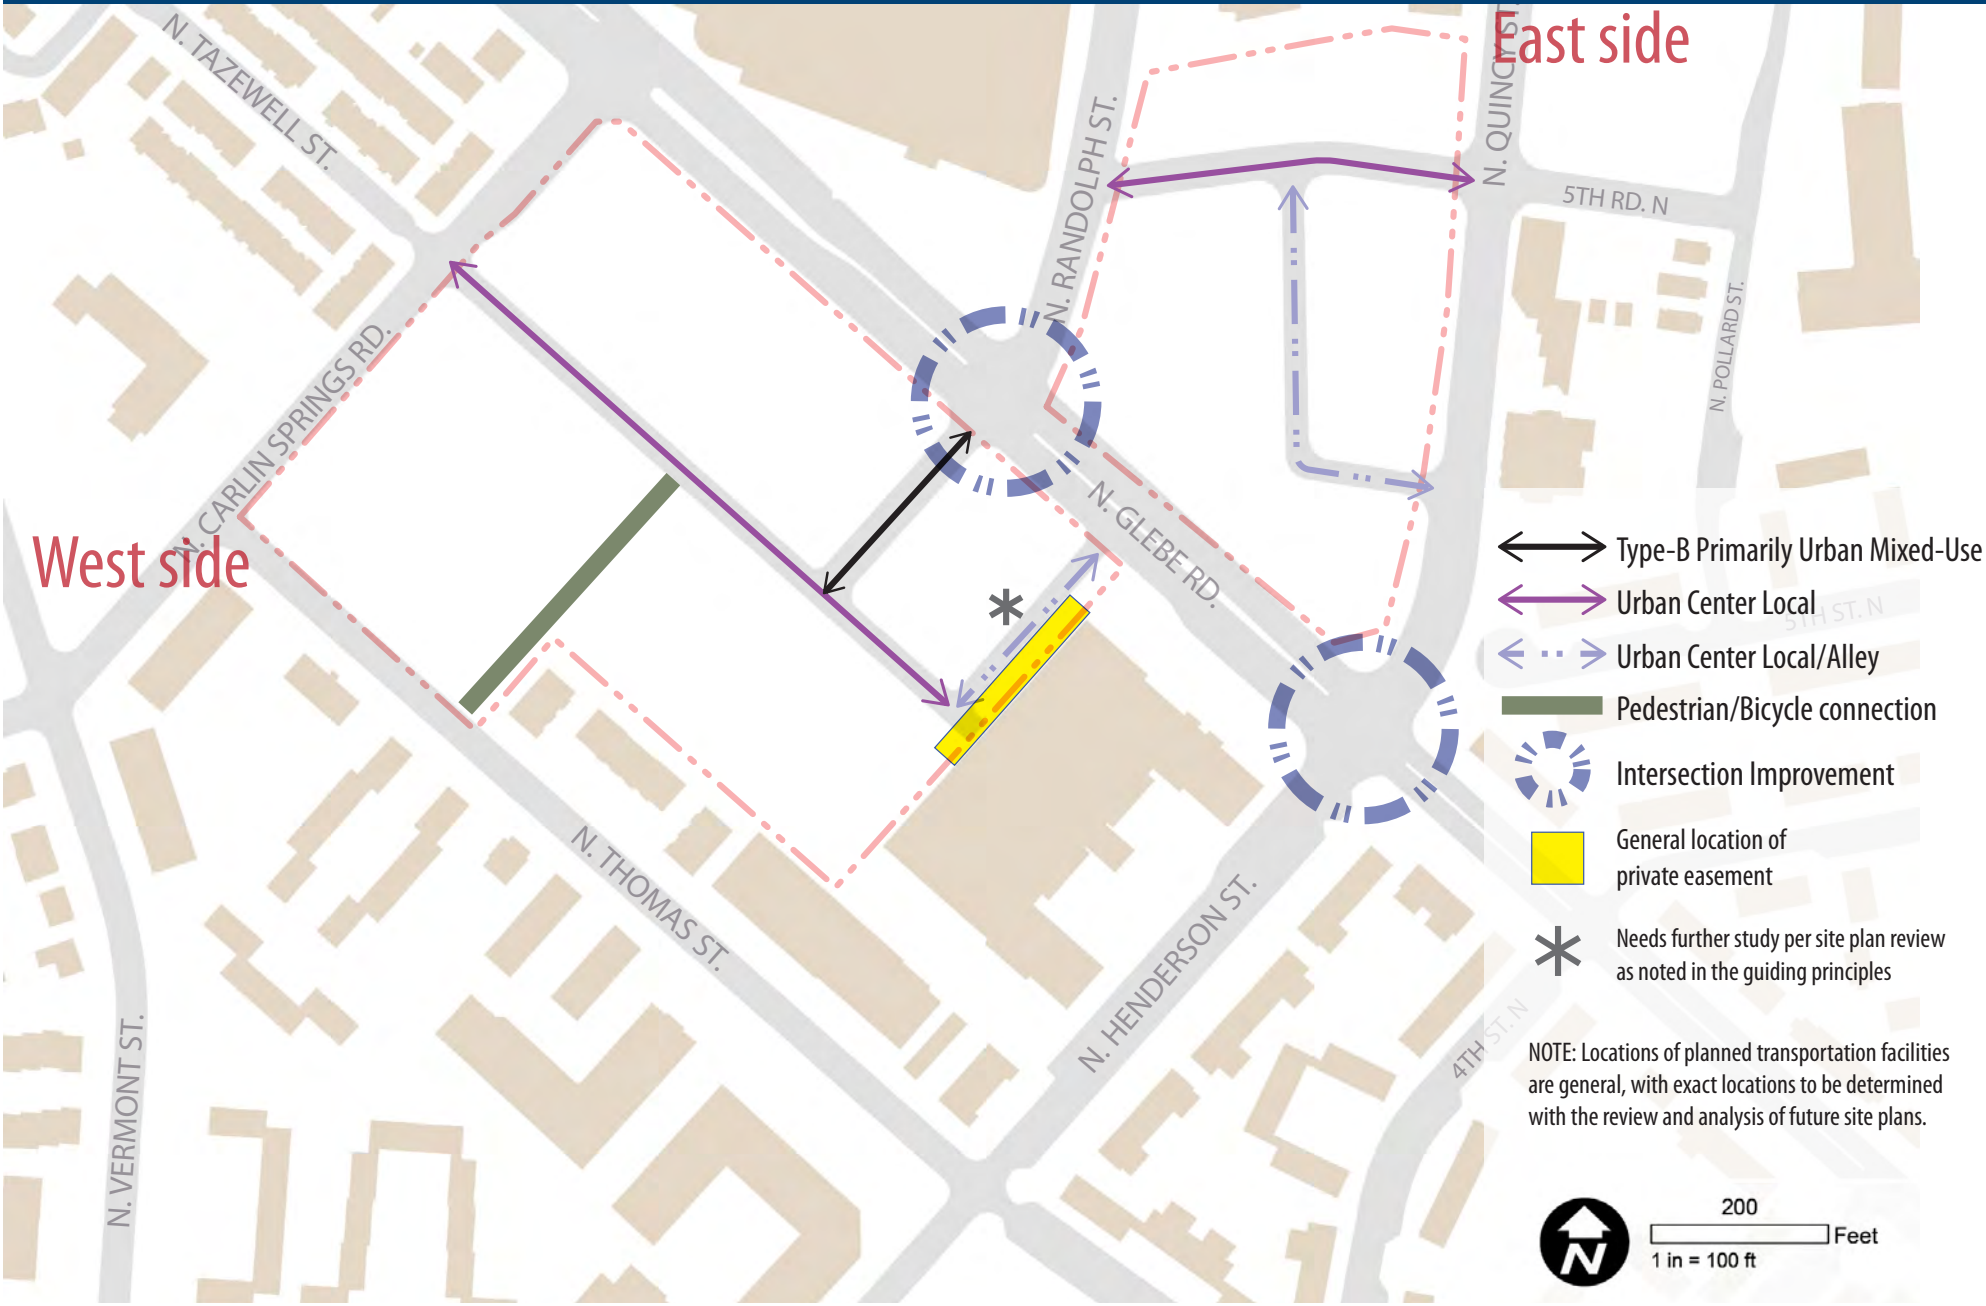 East side
N. TAZEWELL ST.
N. RANDOLPH ST.
N. QUINCY ST.
5TH RD. N
N. POLLARD ST.
N. CARLIN SPRINGS RD.
West side
N. GLEBE RD.
Type-B Primarily Urban Mixed-Use
Urban Center Local
5TH ST. N
Urban Center Local/Alley
Pedestrian/Bicycle connection
Intersection Improvement
General location of
private easement
Needs further study per site plan review
as noted in the guiding principles
N. THOMAS ST.
N. HENDERSON ST.
4TH ST. N
N. VERMONT ST.
NOTE: Locations of planned transportation facilities
are general, with exact locations to be determined
with the review and analysis of future site plans.
N
200
Feet
1 in = 100 ft